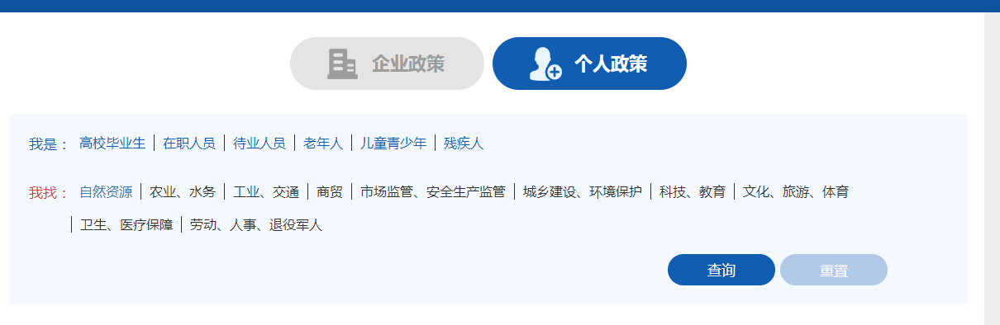 企业政策 个人政策
我是： 高校毕业生 | 在职人员 | 待业人员 | 老年人 | 儿童青少年 | 残疾人
我找： 自然资源 | 农业、水务 | 工业、交通 | 商贸 | 市场监管、安全生产监管 | 城乡建设、环境保护 | 科技、教育 | 文化、旅游、体育
| 卫生、医疗保障 | 劳动、人事、退役军人
查询 重置